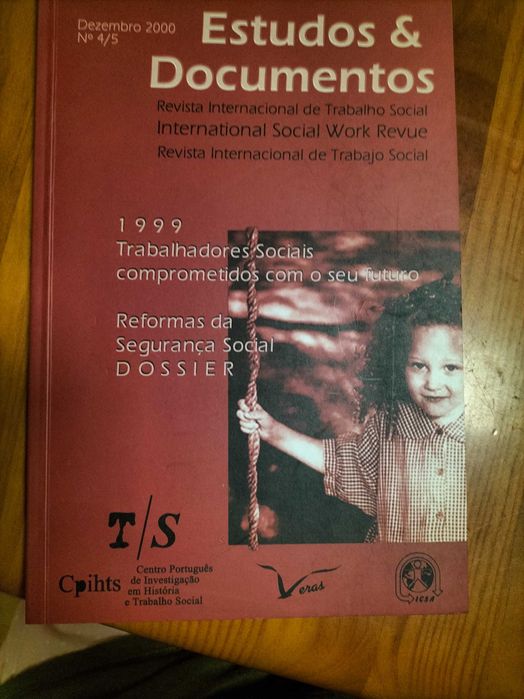 Dezembro 2000
Nº 4/5
Estudos &
Documentos
Revista Internacional de Trabalho Social
International Social Work Revue
Revista Internacional de Trabajo Social
1999
Trabalhadores Sociais
comprometidos com o seu futuro
Reformas da
Segurança Social
DOSSIER
T/S
Cpihts
Centro Português
de Investigação
em História
e Trabalho Social
Veras
ICSD